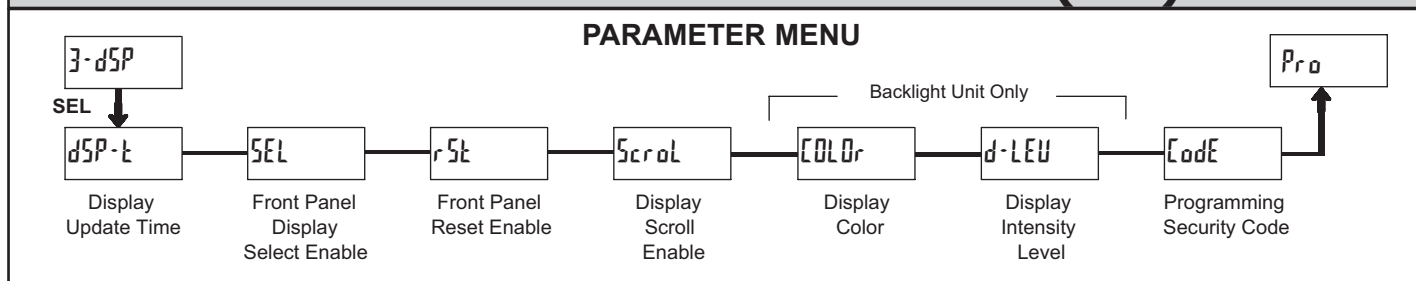 PARAMETER MENU
3-dSP
Pro
SEL
Backlight Unit Only
dSP-t
SEL
rSt
ScroL
COLOr
d-LEV
CodE
Display
Update Time
Front Panel
Display
Select Enable
Front Panel
Reset Enable
Display
Scroll
Enable
Display
Color
Display
Intensity
Level
Programming
Security Code